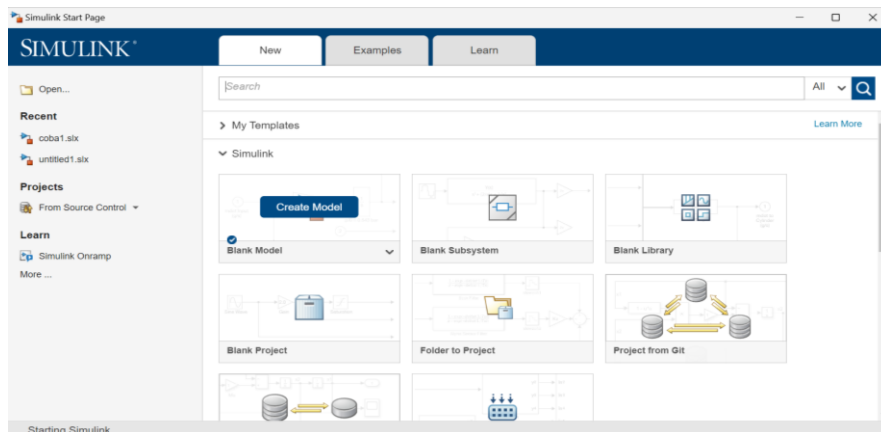 Simulink Start Page
SIMULINK®
New
Examples
Learn
Open...
Recent
coba1.slx
untitled1.slx
Projects
From Source Control
Learn
Simulink Onramp
More ...
Search
All
My Templates
Learn More
Simulink
Create Model
Blank Model
Blank Subsystem
Blank Library
Blank Project
Folder to Project
Project from Git
Starting Simulink